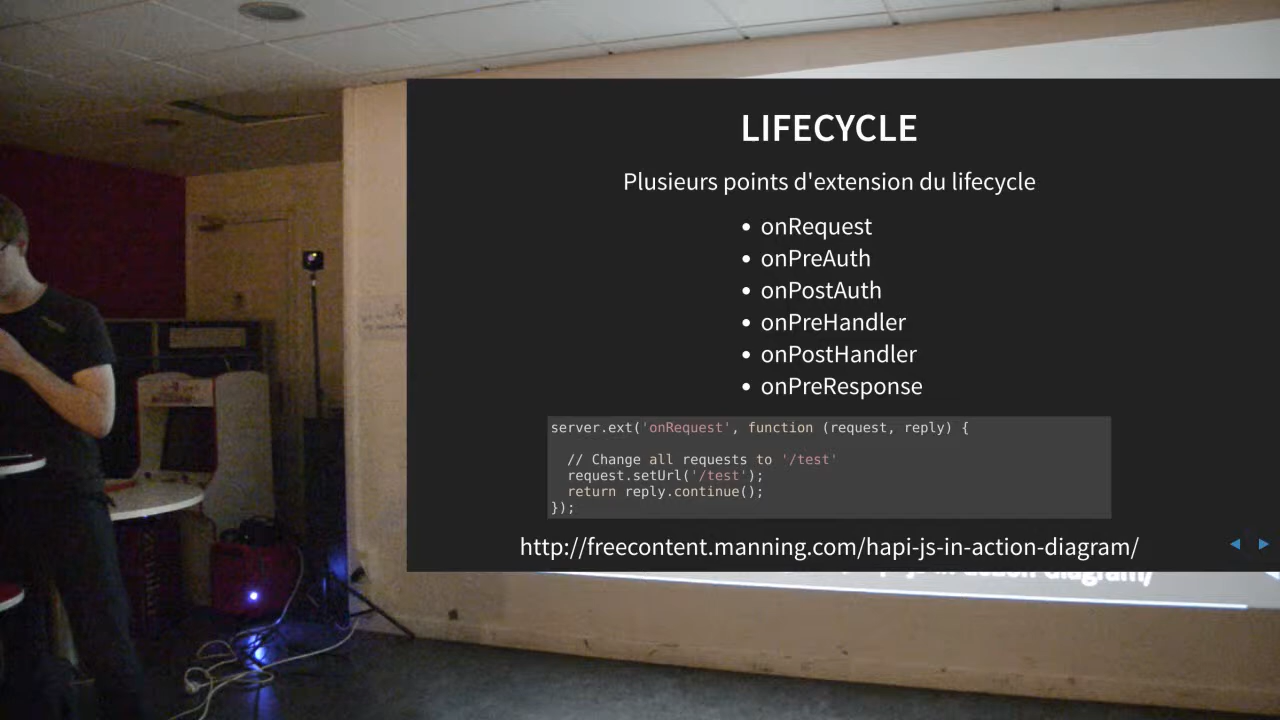 LIFECYCLE
Plusieurs points d'extension du lifecycle
• onRequest
• onPreAuth
• onPostAuth
• onPreHandler
• onPostHandler
• onPreResponse
server.ext('onRequest', function (request, reply) {
// Change all requests to '/test'
request.setUrl('/test');
return reply.continue();
});
http://freecontent.manning.com/hapi-js-in-action-diagram/